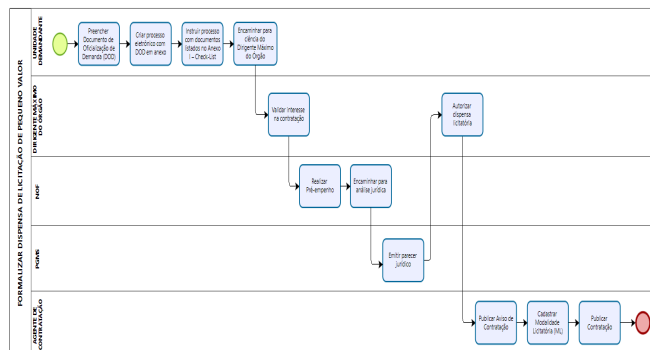 FORMALIZAR DISPENSA DE LICITAÇÃO DE PEQUENO VALOR
UNIDADE
DEMANDANTE
Preencher
Documento de
Oficialização de
Demanda (DOD)
Criar processo
eletrônico com
DOD em anexo
Instruir processo
com documentos
listados no Anexo
I – Check-List
Encaminhar para
ciência do
Dirigente Máximo
do Órgão
DIRIGENTE MÁXIMO
DO ÓRGÃO
Validar interesse
na contratação
Autorizar
dispensa
licitatória
NOF
Realizar
Pré-empenho
Encaminhar para
análise jurídica
PGMS
Emitir parecer
Jurídico
AGENTE DE
CONTRATAÇÃO
Publicar Aviso de
Contratação
Cadastrar
Modalidade
Licitatória (ML)
Publicar
Contratação